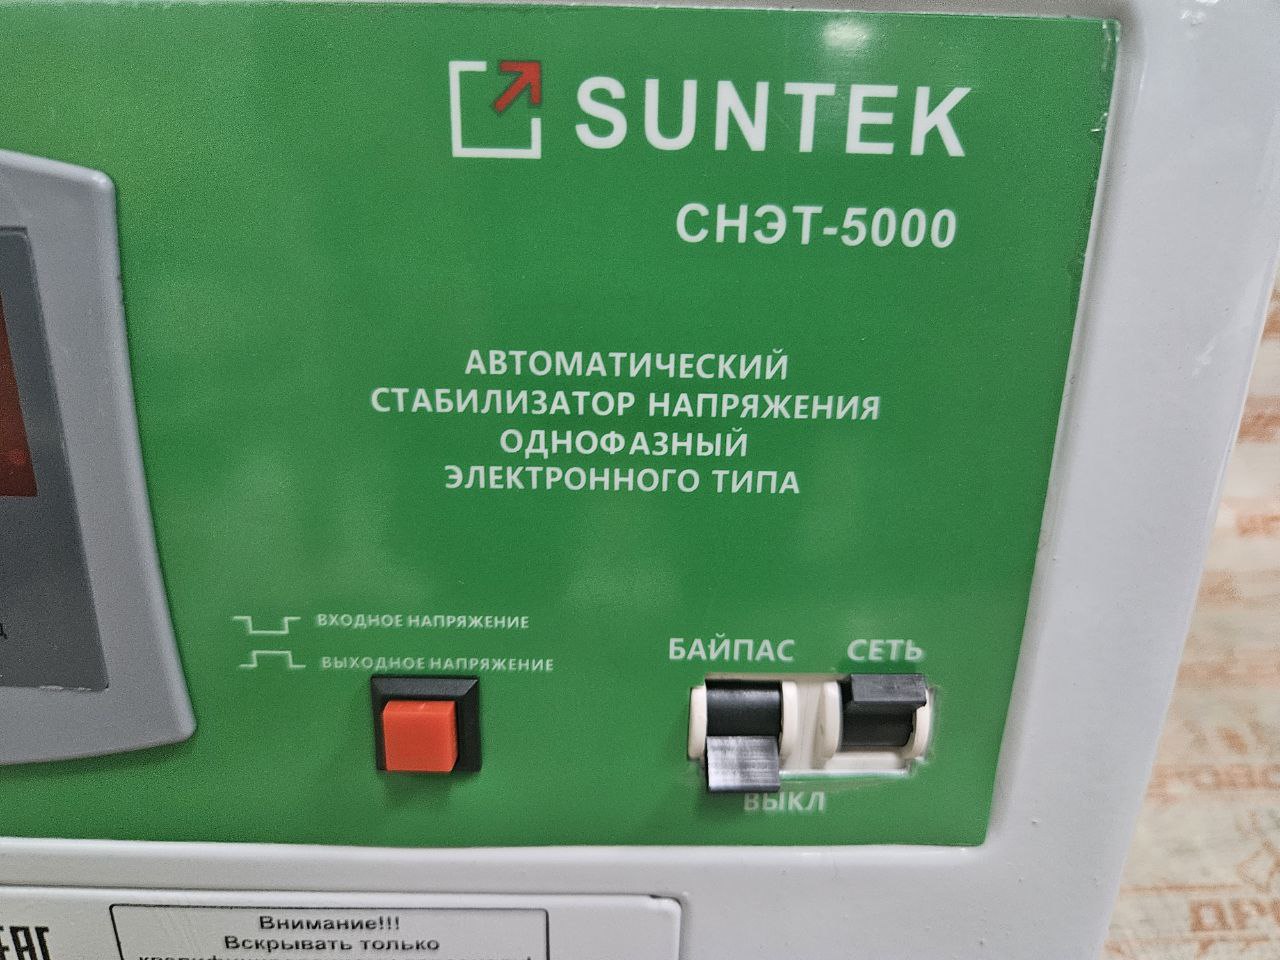 SUNTEK
СНЭТ-5000
АВТОМАТИЧЕСКИЙ
СТАБИЛИЗАТОР НАПРЯЖЕНИЯ
ОДНОФАЗНЫЙ
ЭЛЕКТРОННОГО ТИПА
ВХОДНОЕ НАПРЯЖЕНИЕ
ВЫХОДНОЕ НАПРЯЖЕНИЕ
БАЙПАС СЕТЬ
ВЫКЛ
Внимание!!!
Вскрывать только